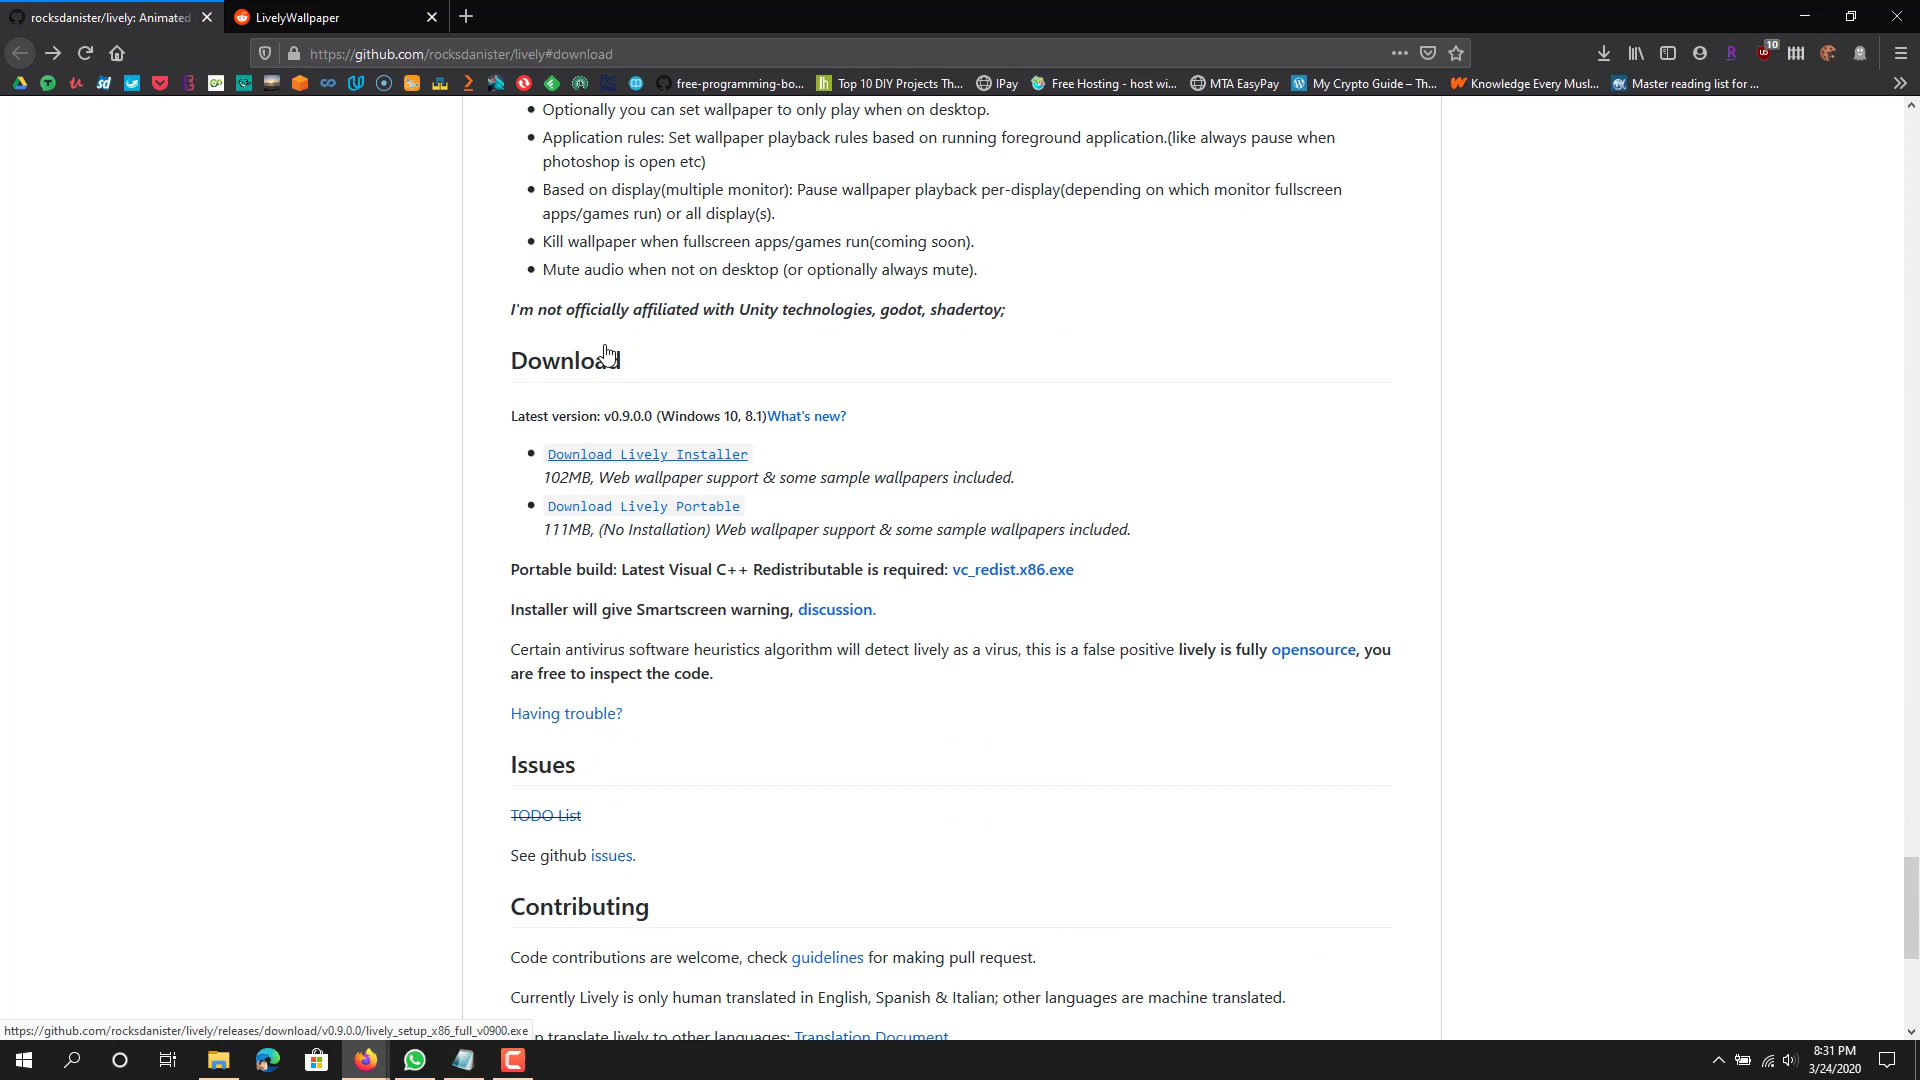 rocksdanister/lively: Animated
LivelyWallpaper
https://github.com/rocksdanister/lively#download
10
free-programming-bo...
Top 10 DIY Projects Th...
IPay
Free Hosting - host wi...
MTA EasyPay
My Crypto Guide – Th...
Knowledge Every Musl...
Master reading list for ...
Optionally you can set wallpaper to only play when on desktop.
Application rules: Set wallpaper playback rules based on running foreground application.(like always pause when
photoshop is open etc)
Based on display(multiple monitor): Pause wallpaper playback per-display(depending on which monitor fullscreen
apps/games run) or all display(s).
Kill wallpaper when fullscreen apps/games run(coming soon).
Mute audio when not on desktop (or optionally always mute).
I'm not officially affiliated with Unity technologies, godot, shadertoy;
Download
Latest version: v0.9.0.0 (Windows 10, 8.1)What's new?
Download Lively Installer
102MB, Web wallpaper support & some sample wallpapers included.
Download Lively Portable
111MB, (No Installation) Web wallpaper support & some sample wallpapers included.
Portable build: Latest Visual C++ Redistributable is required: vc_redist.x86.exe
Installer will give Smartscreen warning, discussion.
Certain antivirus software heuristics algorithm will detect lively as a virus, this is a false positive lively is fully opensource, you
are free to inspect the code.
Having trouble?
Issues
TODO List
See github issues.
Contributing
Code contributions are welcome, check guidelines for making pull request.
Currently Lively is only human translated in English, Spanish & Italian; other languages are machine translated.
https://github.com/rocksdanister/lively/releases/download/v0.9.0.0/lively_setup_x86_full_v0900.exe
translate lively to other languages: Translation Document
8:31 PM
3/24/2020